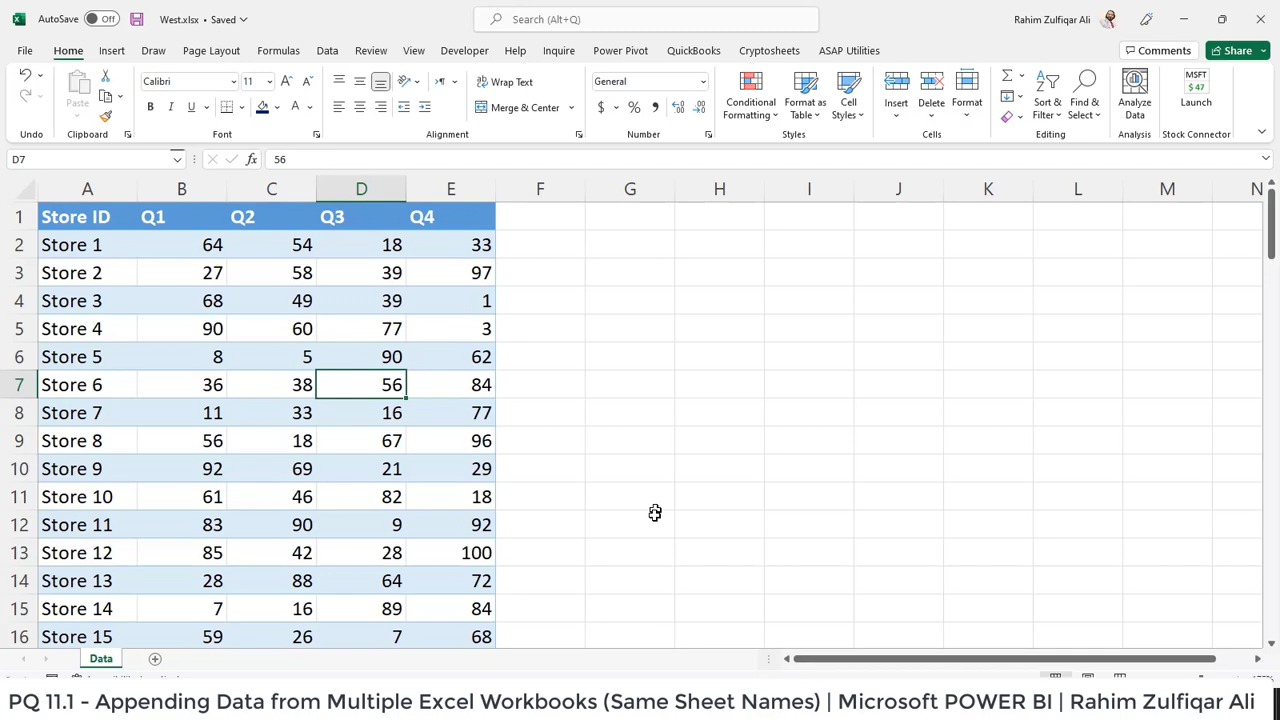 AutoSave Off West.xlsx • Saved Search (Alt+Q) Rahim Zulfiqar Ali
File Home Insert Draw Page Layout Formulas Data Review View Developer Help Inquire Power Pivot QuickBooks Cryptosheets ASAP Utilities Comments Share
Paste Calibri 11 Wrap Text General Conditional Formatting Format as Table Cell Styles Insert Delete Format Sort & Filter Find & Select Analyze Data MSFT $ 47 Launch
B I U A Merge & Center $ % ,
Undo Clipboard Font Alignment Number Styles Cells Editing Analysis Stock Connector
D7 fx 56
A B C D E F G H I J K L M N
1 Store ID Q1 Q2 Q3 Q4
2 Store 1 64 54 18 33
3 Store 2 27 58 39 97
4 Store 3 68 49 39 1
5 Store 4 90 60 77 3
6 Store 5 8 5 90 62
7 Store 6 36 38 56 84
8 Store 7 11 33 16 77
9 Store 8 56 18 67 96
10 Store 9 92 69 21 29
11 Store 10 61 46 82 18
12 Store 11 83 90 9 92
13 Store 12 85 42 28 100
14 Store 13 28 88 64 72
15 Store 14 7 16 89 84
16 Store 15 59 26 7 68
Data
PQ 11.1 - Appending Data from Multiple Excel Workbooks (Same Sheet Names) | Microsoft POWER BI | Rahim Zulfiqar Ali